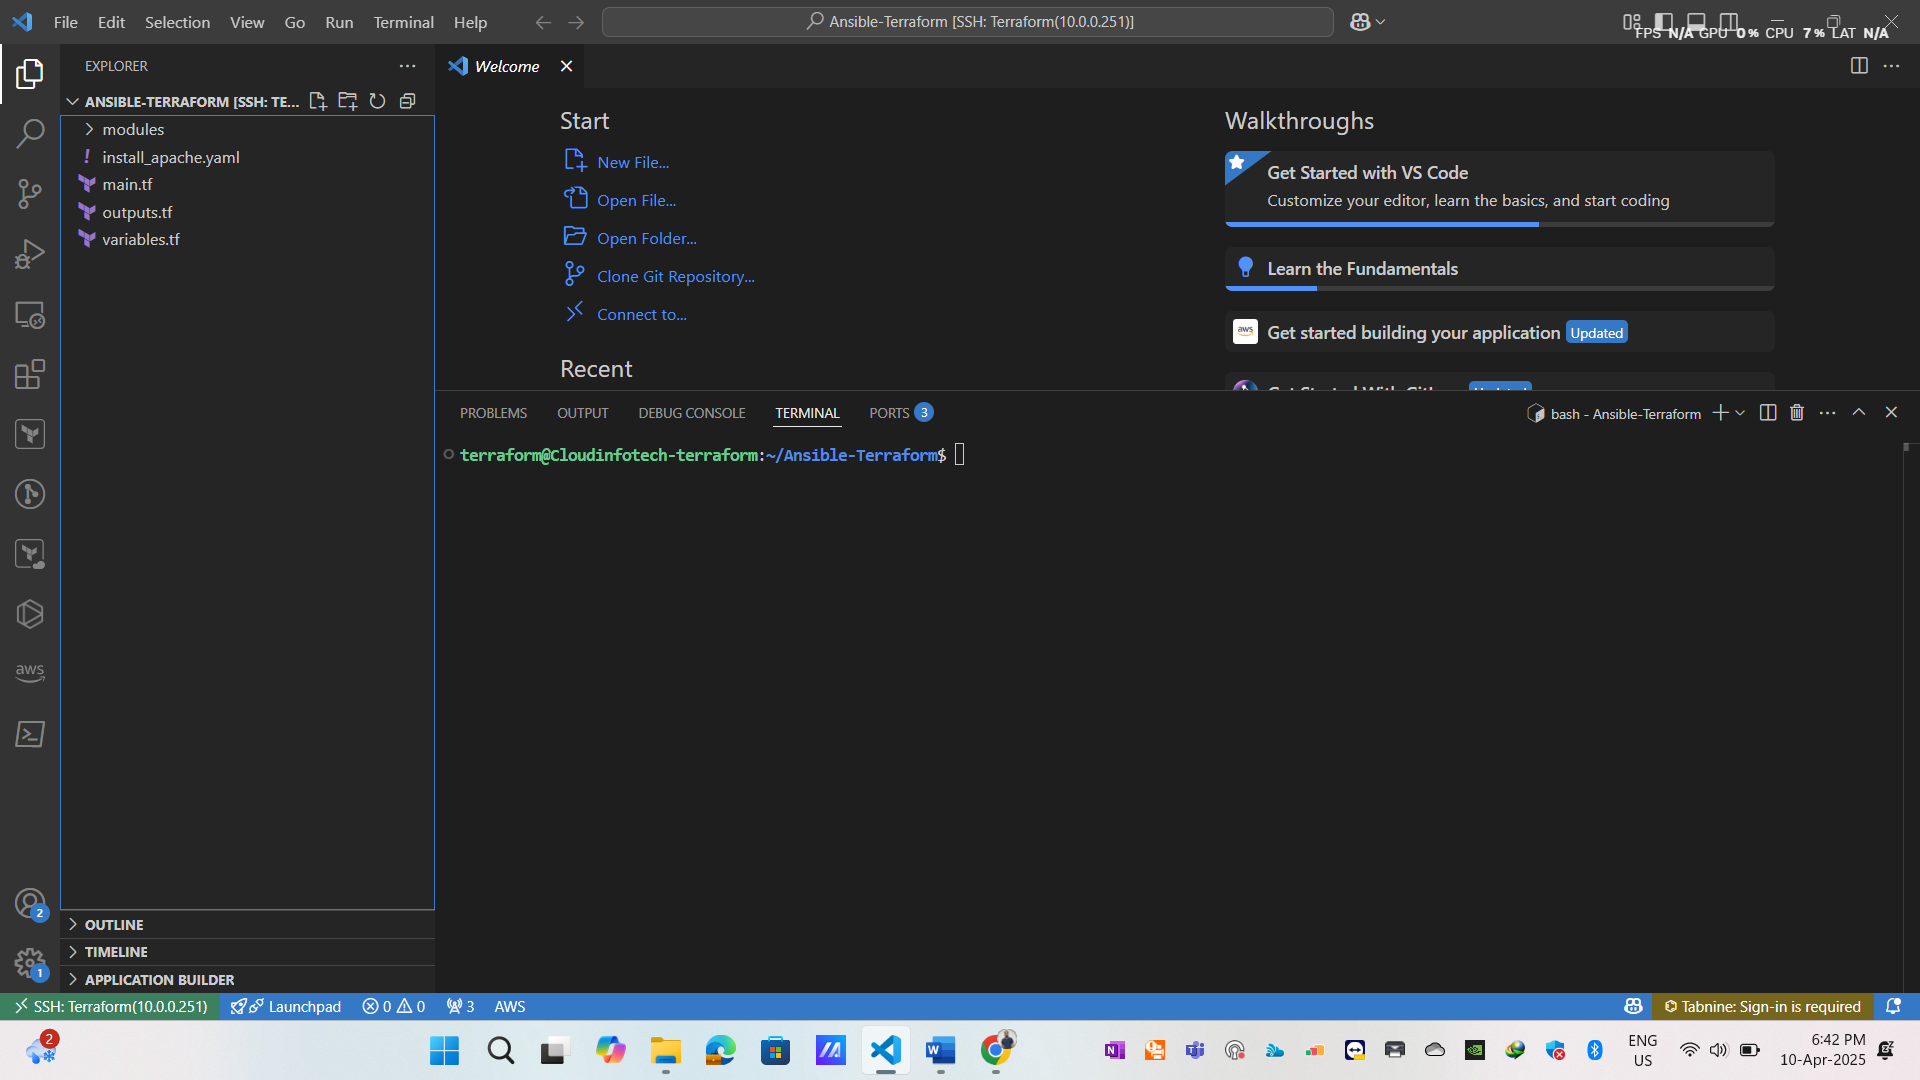 File Edit Selection View Go Run Terminal Help
Ansible-Terraform [SSH: Terraform(10.0.0.251)]
FPS N/A GPU 0% CPU 7% LAT N/A
EXPLORER
ANSIBLE-TERRAFORM [SSH: TE...
modules
install_apache.yaml
main.tf
outputs.tf
variables.tf
OUTLINE
TIMELINE
APPLICATION BUILDER
aws
2
1
Welcome
Start
New File...
Open File...
Open Folder...
Clone Git Repository...
Connect to...
Recent
Walkthroughs
Get Started with VS Code
Customize your editor, learn the basics, and start coding
Learn the Fundamentals
aws
Get started building your application Updated
PROBLEMS OUTPUT DEBUG CONSOLE TERMINAL PORTS 3
bash - Ansible-Terraform
terraform@Cloudinfotech-terraform:~/Ansible-Terraform$
SSH: Terraform(10.0.0.251) Launchpad 0 0 3 AWS
Tabnine: Sign-in is required
2
ENG
US
6:42 PM
10-Apr-2025